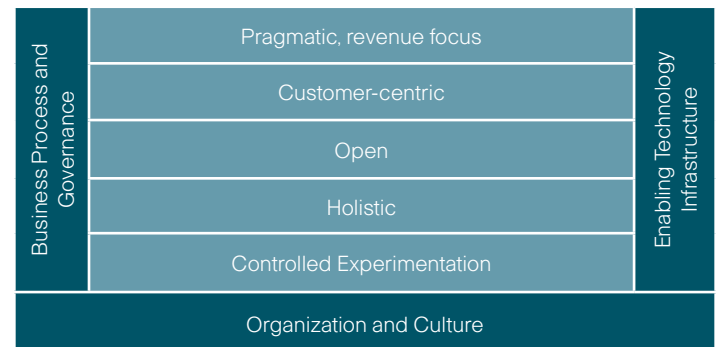 Business Process and
Governance
Pragmatic, revenue focus
Customer-centric
Open
Holistic
Controlled Experimentation
Enabling Technology
Infrastructure
Organization and Culture